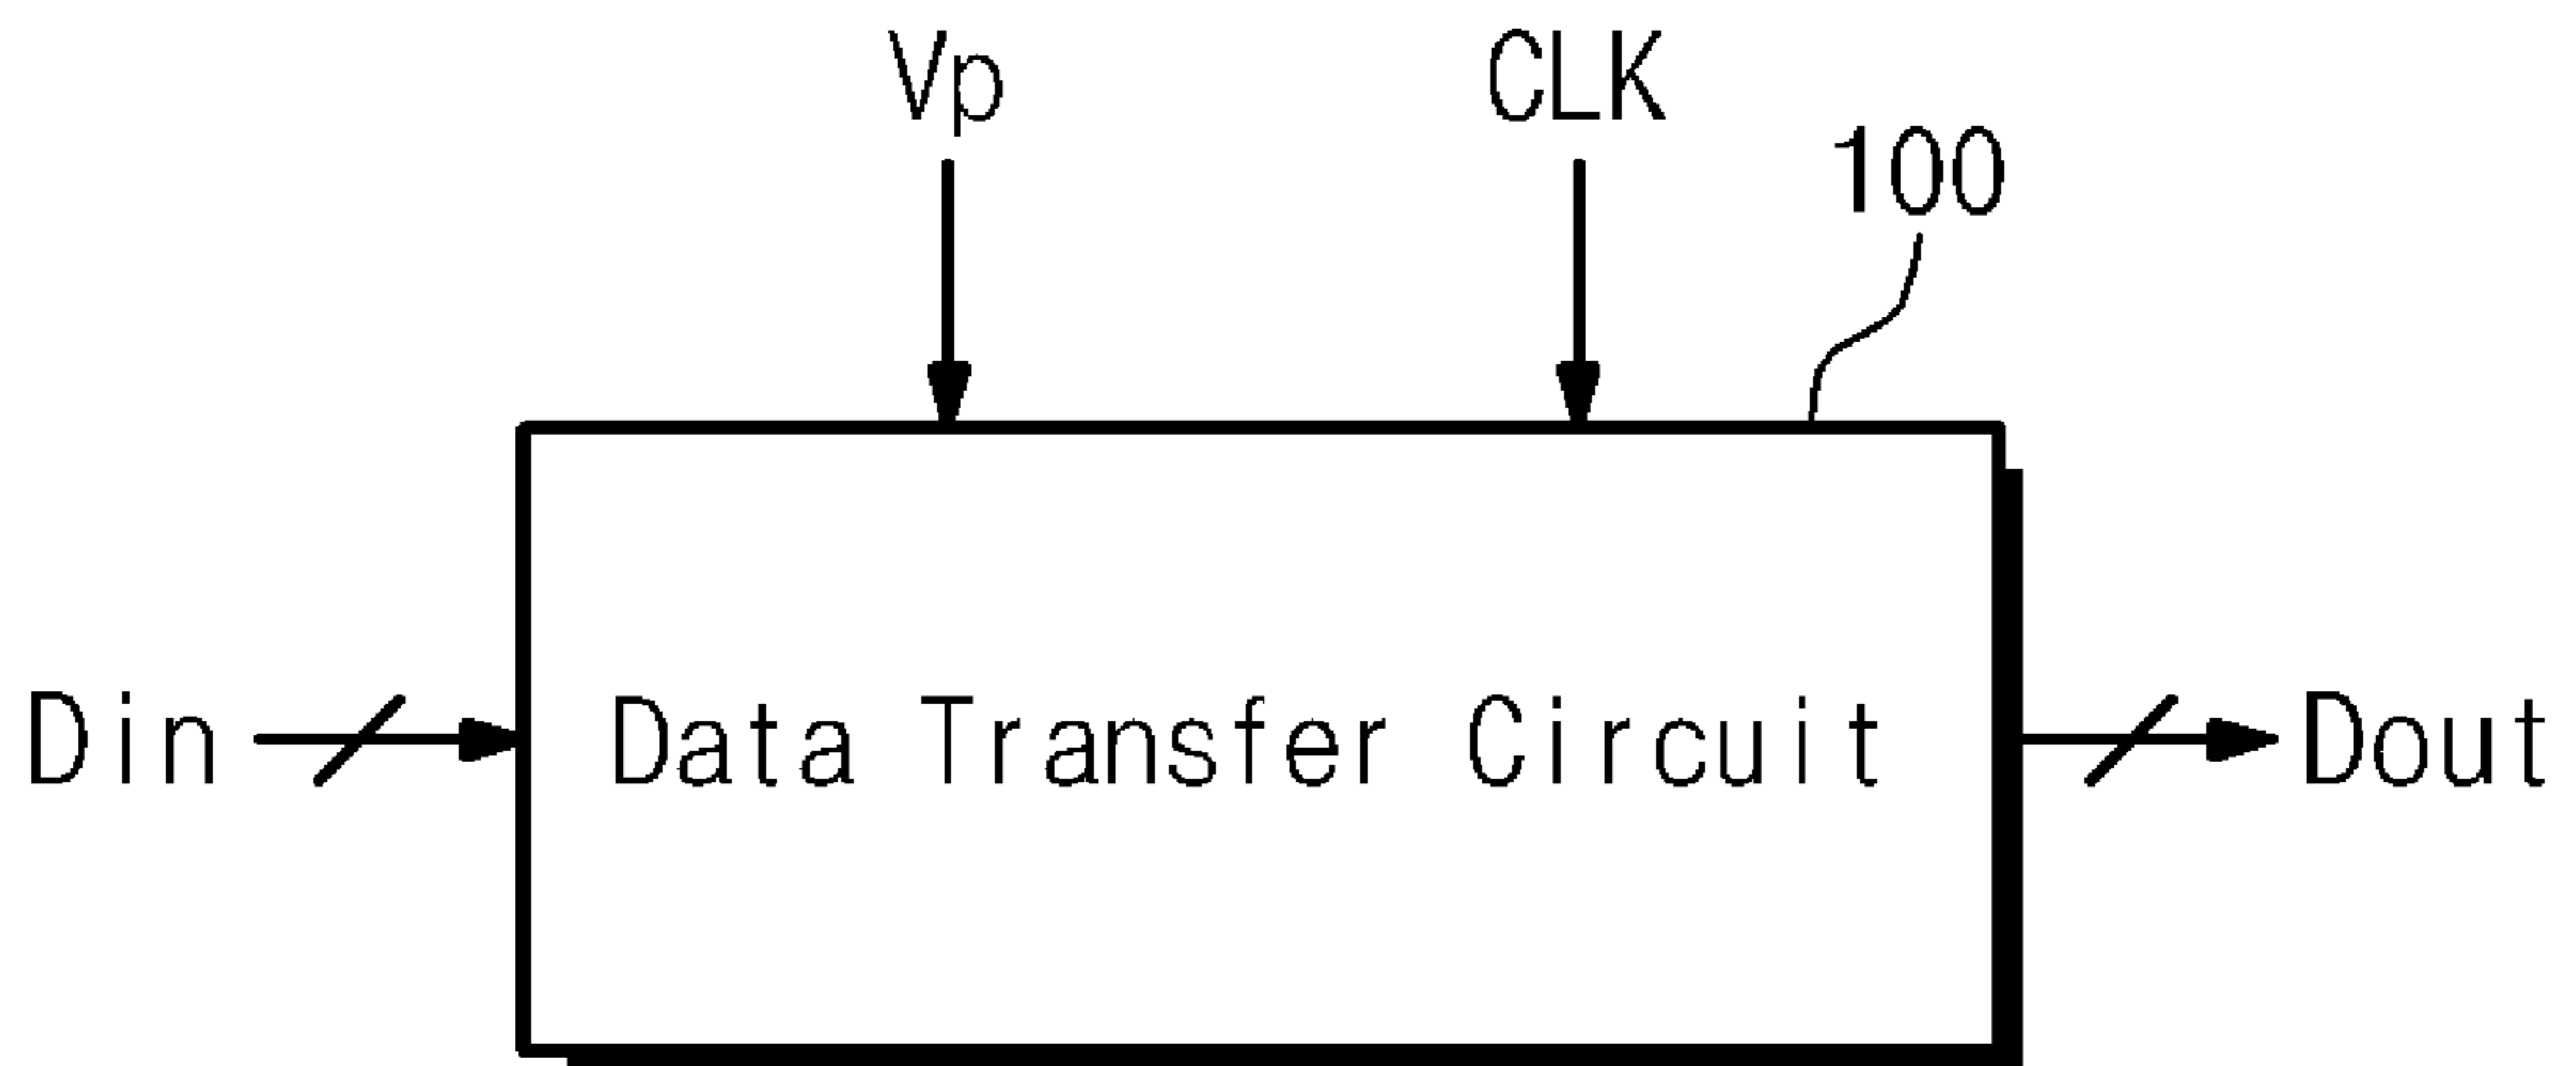 Vp
CLK
100
Din
Data Transfer Circuit
Dout